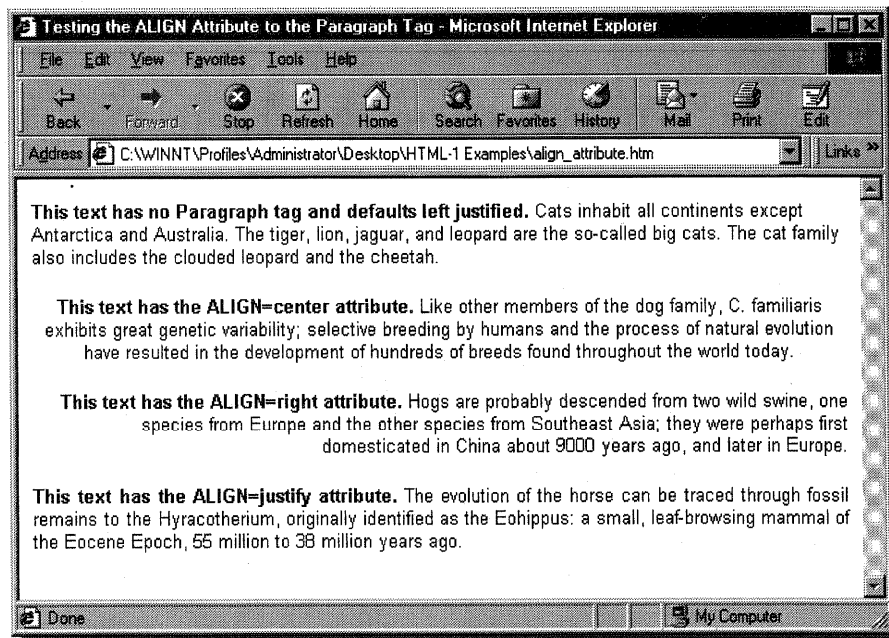 Testing the ALIGN Attribute to the Paragraph Tag - Microsoft Internet Explorer
File Edit View Favorites Tools Help
Back Forward Stop Refresh Home Search Favorites History Mail Print Edit
Address C:\WINNT\Profiles\Administrator\Desktop\HTML-1 Examples\align_attribute.htm Links »
This text has no Paragraph tag and defaults left justified. Cats inhabit all continents except
Antarctica and Australia. The tiger, lion, jaguar, and leopard are the so-called big cats. The cat family
also includes the clouded leopard and the cheetah.
This text has the ALIGN=center attribute. Like other members of the dog family, C. familiaris
exhibits great genetic variability; selective breeding by humans and the process of natural evolution
have resulted in the development of hundreds of breeds found throughout the world today.
This text has the ALIGN=right attribute. Hogs are probably descended from two wild swine, one
species from Europe and the other species from Southeast Asia; they were perhaps first
domesticated in China about 9000 years ago, and later in Europe.
This text has the ALIGN=justify attribute. The evolution of the horse can be traced through fossil
remains to the Hyracotherium, originally identified as the Eohippus: a small, leaf-browsing mammal of
the Eocene Epoch, 55 million to 38 million years ago.
Done My Computer